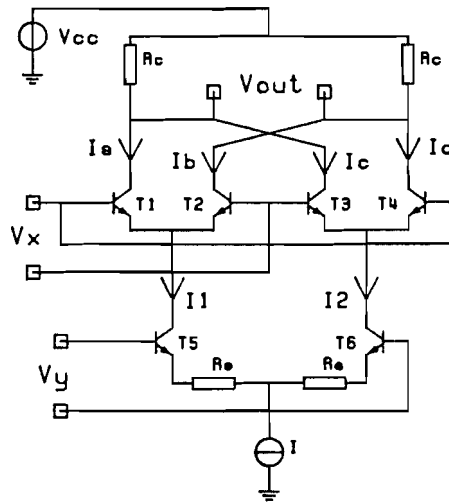 Vcc
Rc
Rc
Vout
Ia
Ib
Ic
Id
T1
T2
T3
T4
Vx
I1
I2
T5
T6
Re
Re
Vy
I